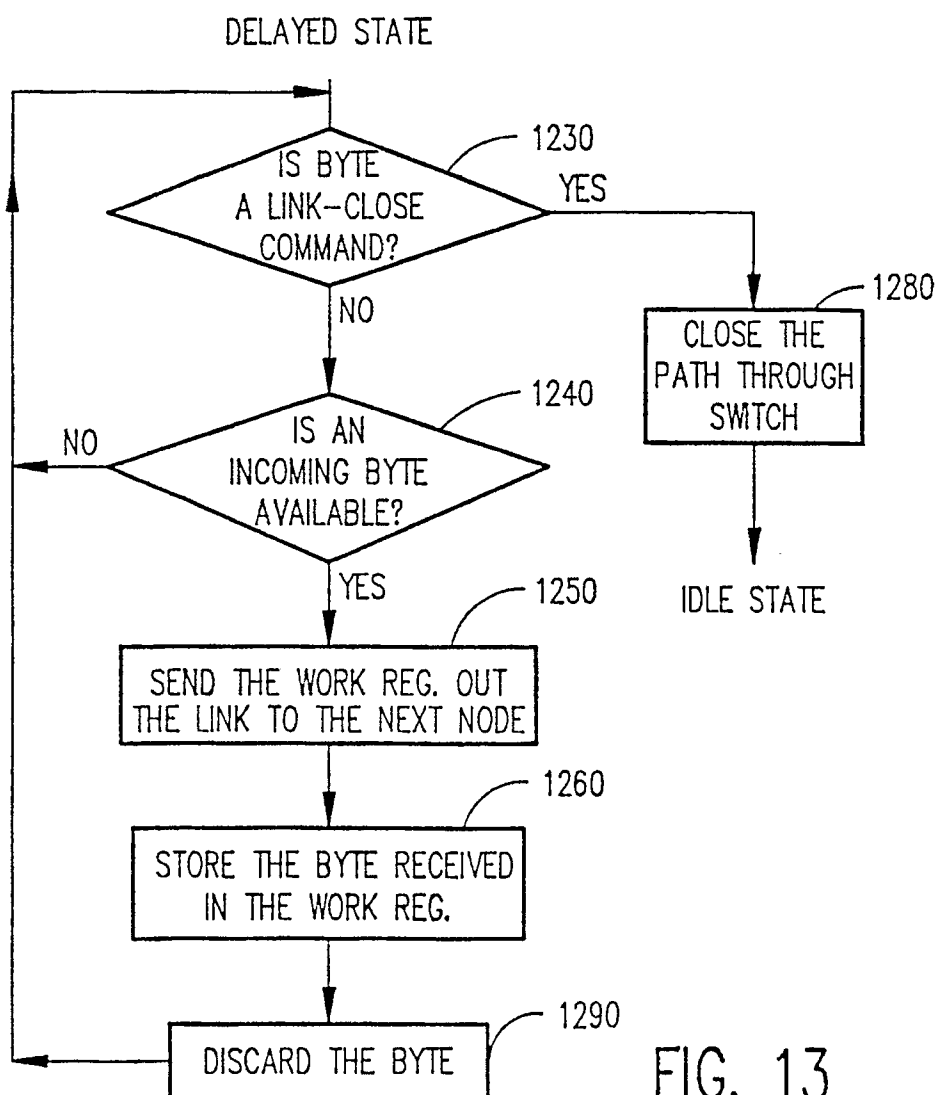 DELAYED STATE
1230
IS BYTE
A LINK-CLOSE
COMMAND?
YES
NO
1280
CLOSE THE
PATH THROUGH
SWITCH
IDLE STATE
1240
IS AN
INCOMING BYTE
AVAILABLE?
NO
YES
1250
SEND THE WORK REG. OUT
THE LINK TO THE NEXT NODE
1260
STORE THE BYTE RECEIVED
IN THE WORK REG.
1290
DISCARD THE BYTE
FIG. 13